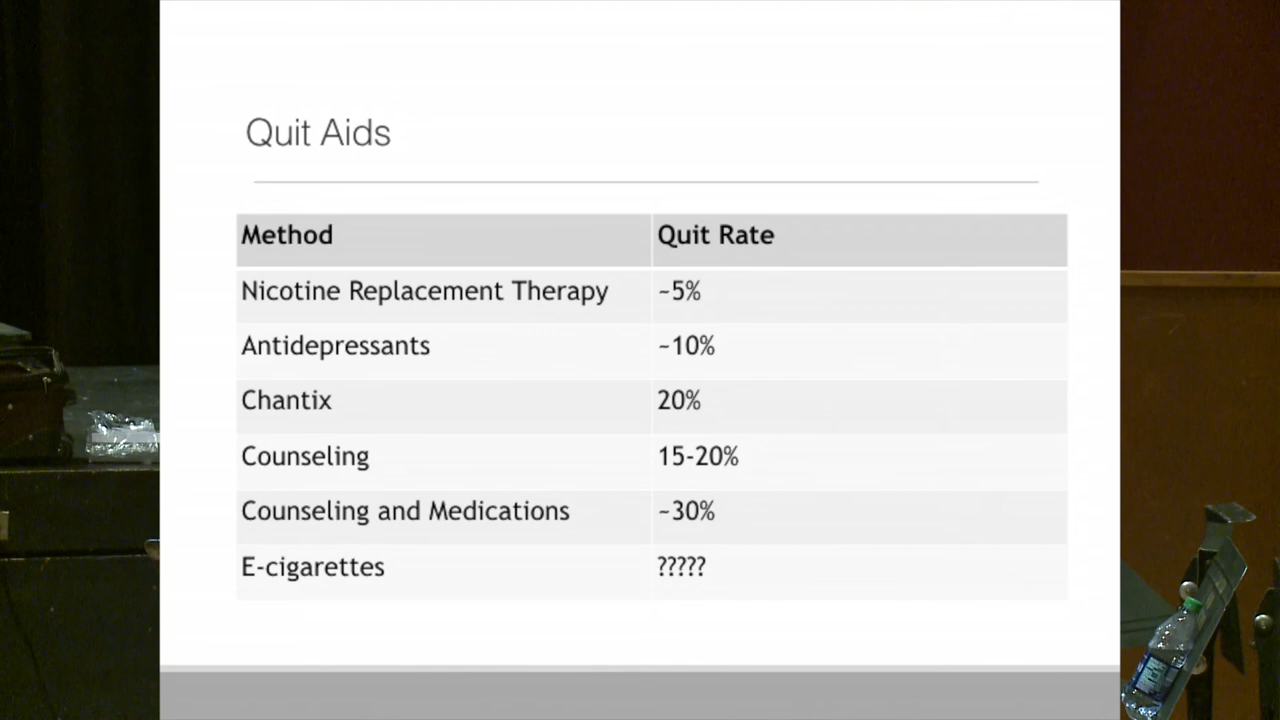 Quit Aids
Method Quit Rate
Nicotine Replacement Therapy ~5%
Antidepressants ~10%
Chantix 20%
Counseling 15-20%
Counseling and Medications ~30%
E-cigarettes ?????